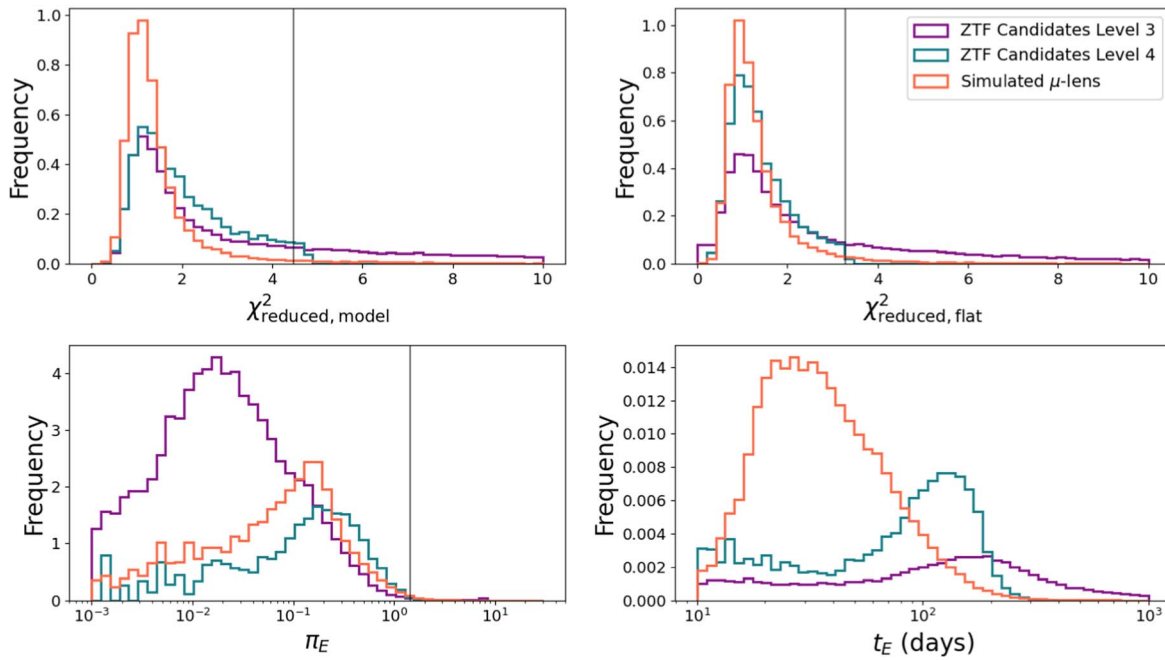 1.0
0.8
0.6
0.4
0.2
0.0
Frequency
0 2 4 6 8 10
χ²reduced, model
1.0
0.8
0.6
0.4
0.2
0.0
Frequency
ZTF Candidates Level 3
ZTF Candidates Level 4
Simulated μ-lens
0 2 4 6 8 10
χ²reduced, flat
4
3
2
1
0
Frequency
10⁻³ 10⁻² 10⁻¹ 10⁰ 10¹
πE
0.014
0.012
0.010
0.008
0.006
0.004
0.002
0.000
Frequency
10¹ 10² 10³
tE (days)